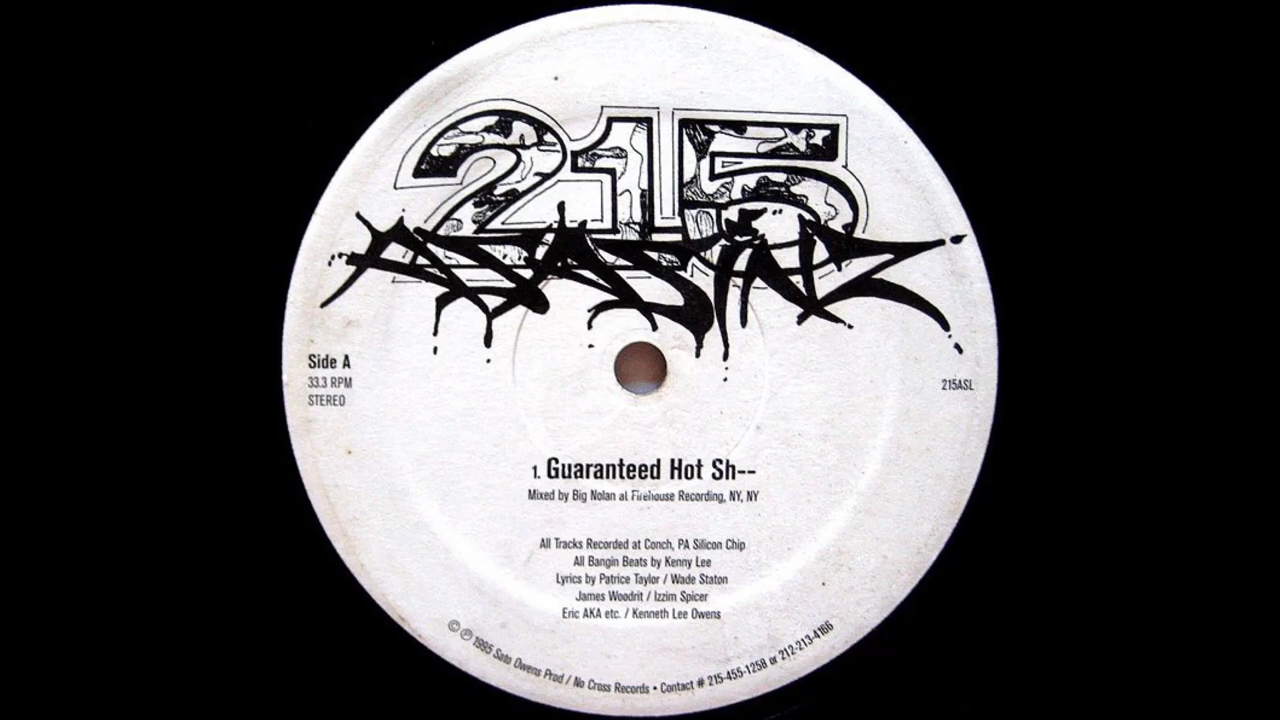 215
ASASINZ
Side A
33.3 RPM
STEREO
215ASL
1. Guaranteed Hot Sh--
Mixed by Big Nolan at Firehouse Recording, NY, NY
All Tracks Recorded at Conch, PA Silicon Chip
All Bangin Beats by Kenny Lee
Lyrics by Patrice Taylor / Wade Staton
James Woodrit / Izzim Spicer
Eric AKA etc. / Kenneth Lee Owens
© ℗ 1995 Sato Owens Prod / No Cross Records • Contact # 215-455-1258 or 212-213-4166